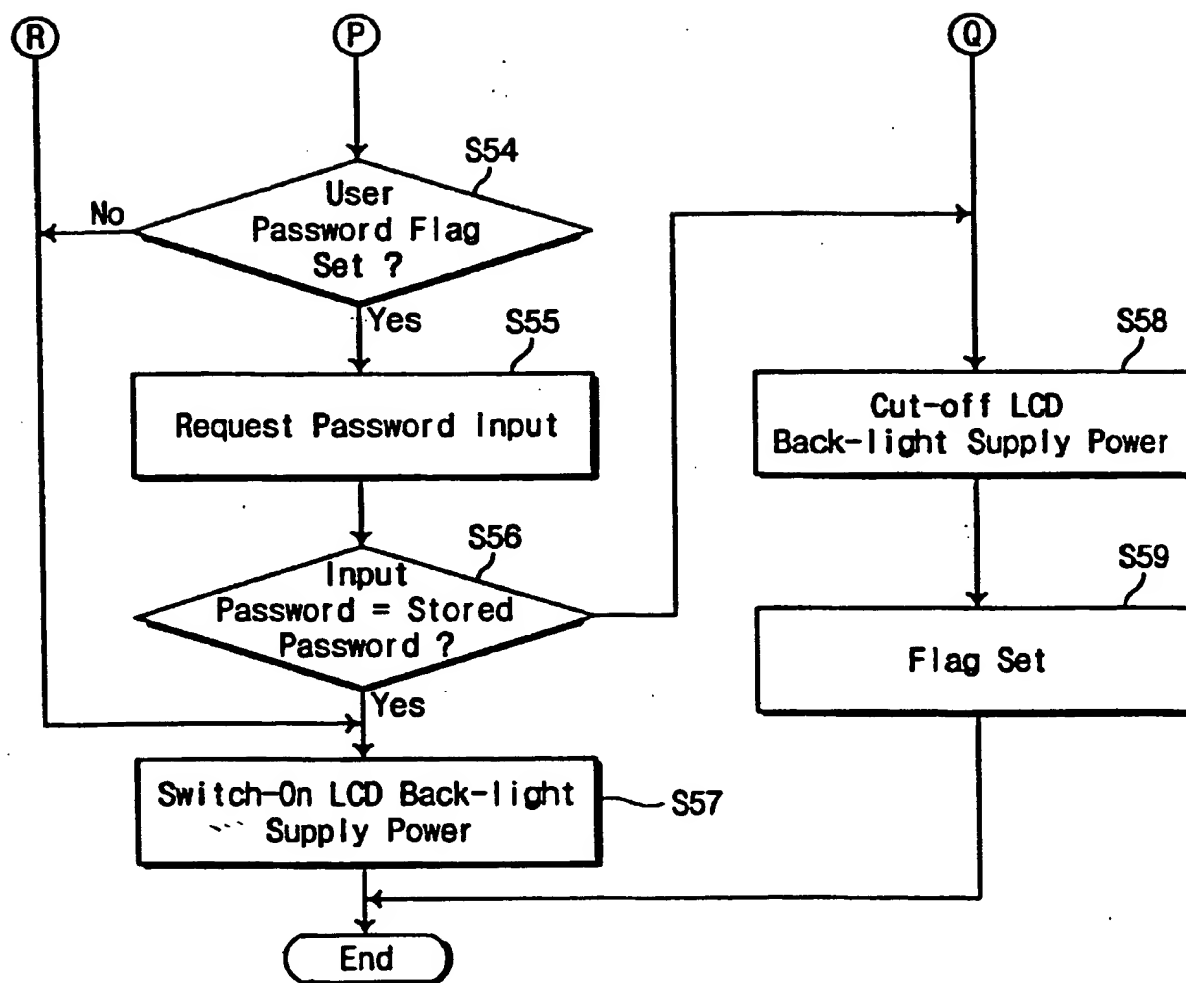 R
P
Q
S54
User
Password Flag
Set ?
No
Yes
S55
Request Password Input
S56
Input
Password = Stored
Password ?
Yes
Switch-On LCD Back-light
Supply Power
S57
S58
Cut-off LCD
Back-light Supply Power
S59
Flag Set
End